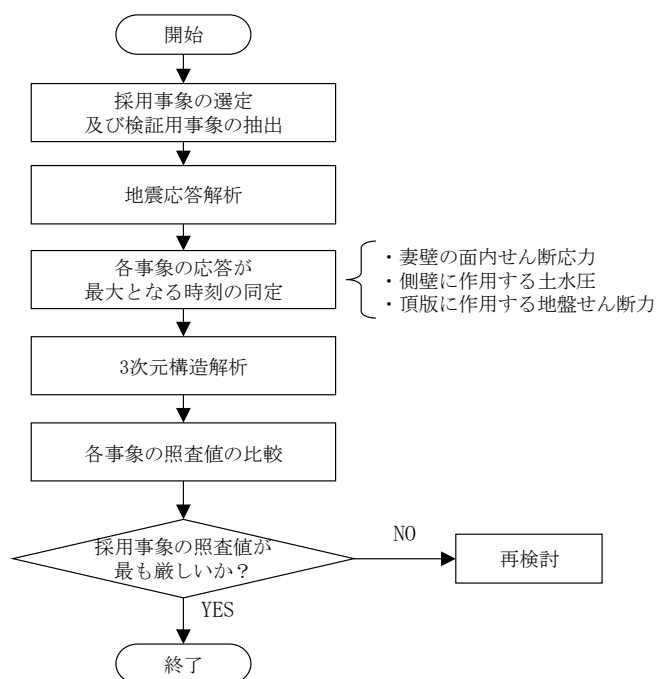 開始
採用事象の選定
及び検証用事象の抽出
地震応答解析
各事象の応答が
最大となる時刻の同定
・妻壁の面内せん断応力
・側壁に作用する土水圧
・頂版に作用する地盤せん断力
3次元構造解析
各事象の照査値の比較
採用事象の照査値が
最も厳しいか？
NO
再検討
YES
終了